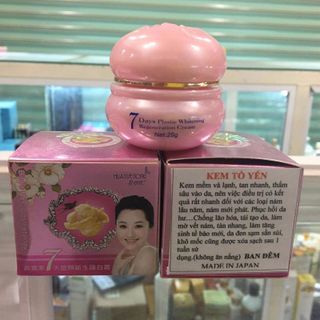 7 Days Plastic Whitening
Regeneration Cream
Net:25g
KEM TỔ YẾN
Kem mềm và lạnh, tan nhanh, thấm
sâu vào da, nên việc điều trị có kết
quả rất nhanh đối với các loại nám
lâu năm, nám mới phát. Phục hồi da
hư....Chống lão hóa, tái tạo da, làm
mờ vết nám, tàn nhang, làm tăng
sinh tế bào mới, da đen sạm sần sùi,
khô mốc cũng được xóa sạch sau 1
tuần sử
dụng.(không ăn nắng) BAN ĐÊM
MADE IN JAPAN